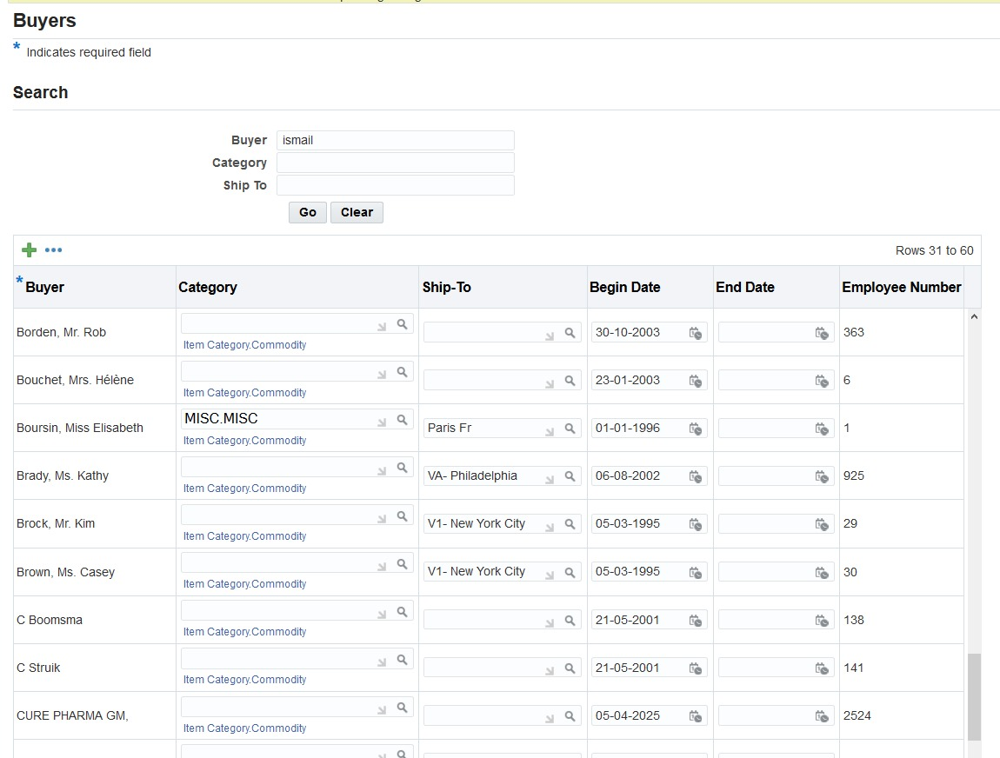 Buyers
* Indicates required field
Search
Buyer ismail
Category
Ship To
Go Clear
Rows 31 to 60
* Buyer Category Ship-To Begin Date End Date Employee Number
Borden, Mr. Rob 30-10-2003 363
Item Category.Commodity
Bouchet, Mrs. Hélène 23-01-2003 6
Item Category.Commodity
MISC.MISC
Boursin, Miss Elisabeth Paris Fr 01-01-1996 1
Item Category.Commodity
Brady, Ms. Kathy VA- Philadelphia 06-08-2002 925
Item Category.Commodity
Brock, Mr. Kim V1- New York City 05-03-1995 29
Item Category.Commodity
Brown, Ms. Casey V1- New York City 05-03-1995 30
Item Category.Commodity
C Boomsma 21-05-2001 138
Item Category.Commodity
C Struik 21-05-2001 141
Item Category.Commodity
CURE PHARMA GM, 05-04-2025 2524
Item Category.Commodity